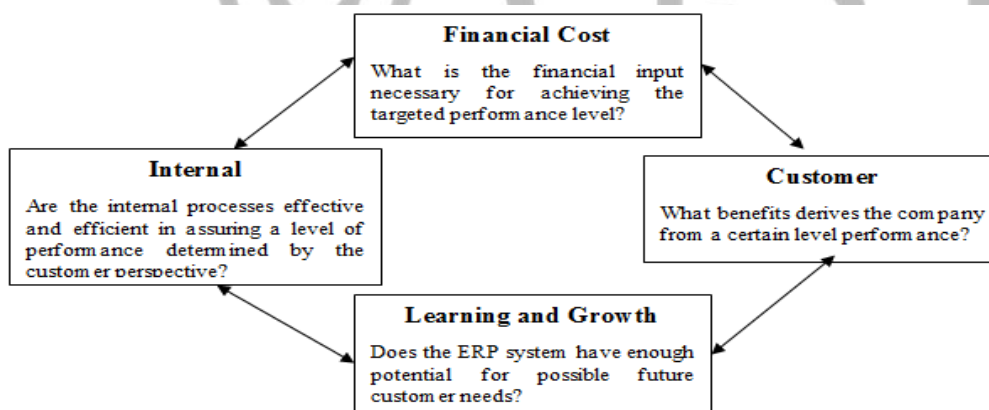 Financial Cost
What is the financial input
necessary for achieving the
targeted performance level?
Internal
Are the internal processes effective
and efficient in assuring a level of
performance determined by the
customer perspective?
Customer
What benefits derives the company
from a certain level performance?
Learning and Growth
Does the ERP system have enough
potential for possible future
customer needs?